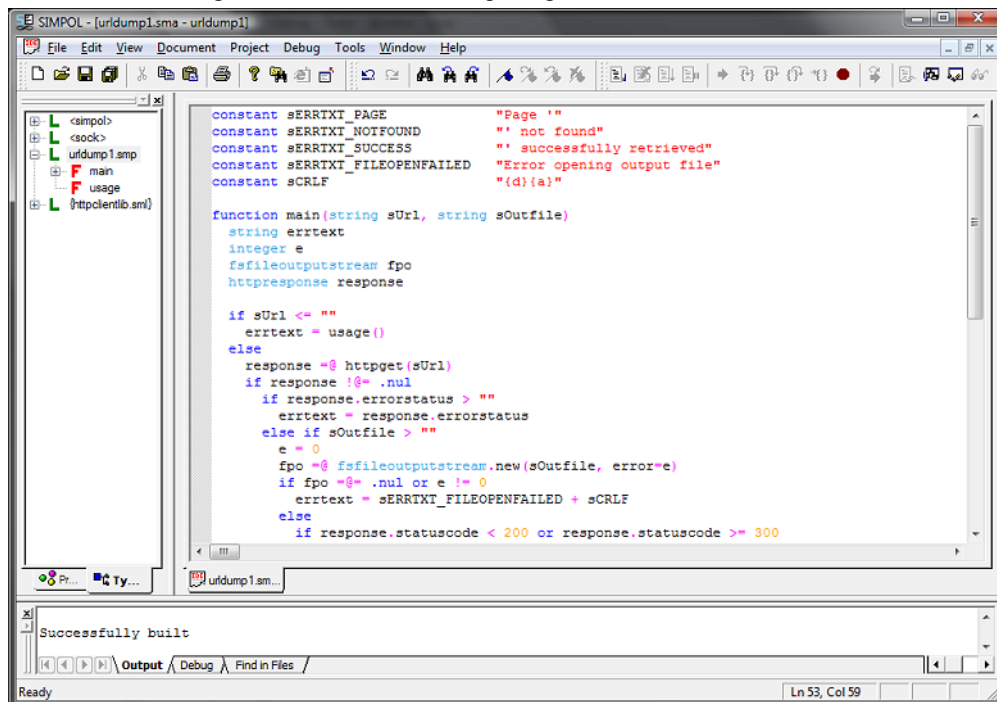 SIMPOL - [urldump1.sma - urldump1]
File Edit View Document Project Debug Tools Window Help
<simpol>
<sock>
urldump1.smp
F main
F usage
{httpclientlib.sml}
Pr...
Ty...
constant sERRTXT_PAGE "Page '"
constant sERRTXT_NOTFOUND "' not found"
constant sERRTXT_SUCCESS "' successfully retrieved"
constant sERRTXT_FILEOPENFAILED "Error opening output file"
constant sCRLF "{d}{a}"
function main(string sUrl, string sOutfile)
string errtext
integer e
fsfileoutputstream fpo
httpresponse response
if sUrl <= ""
errtext = usage()
else
response =@ httpget(sUrl)
if response !@= .nul
if response.errorstatus > ""
errtext = response.errorstatus
else if sOutfile > ""
e = 0
fpo =@ fsfileoutputstream.new(sOutfile, error=e)
if fpo =@= .nul or e != 0
errtext = sERRTXT_FILEOPENFAILED + sCRLF
else
if response.statuscode < 200 or response.statuscode >= 300
urldump1.sm...
Successfully built
Output Debug Find in Files
Ready Ln 53, Col 59